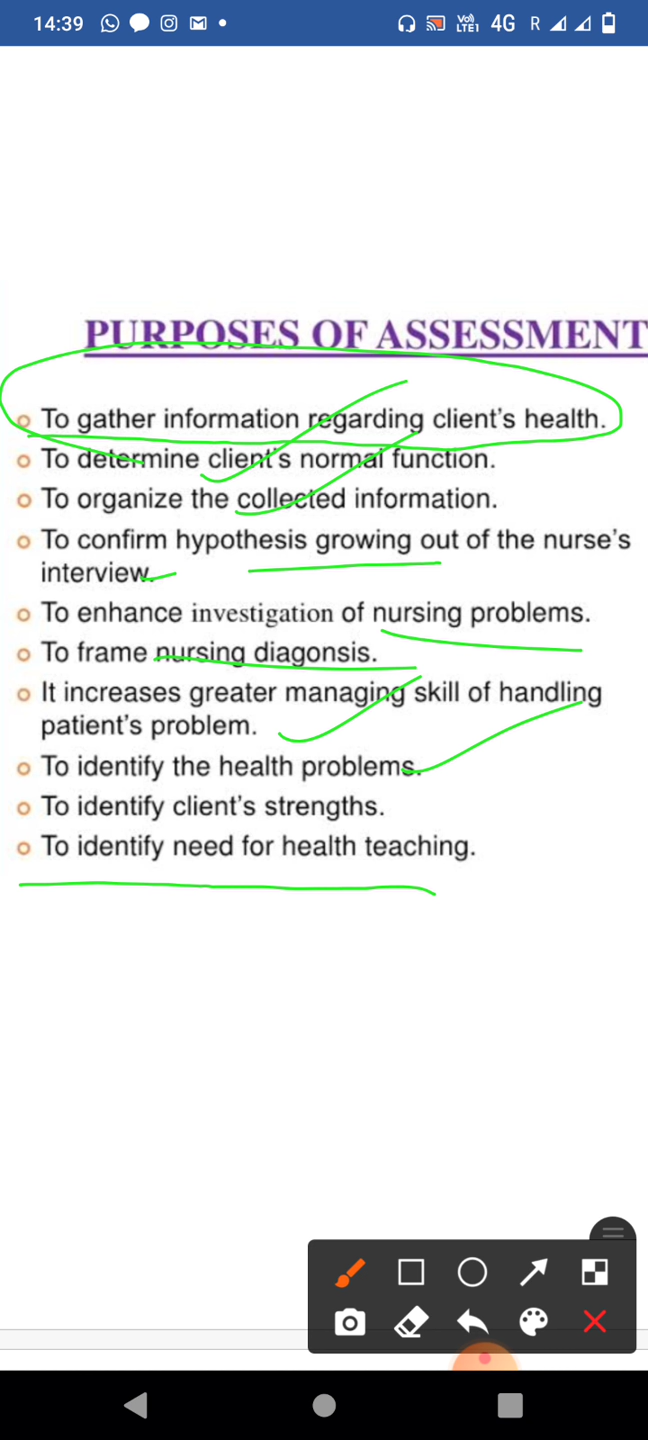 14:39
Vo)) 4G R
LTE1
PURPOSES OF ASSESSMENT
To gather information regarding client's health.
To determine client's normal function.
To organize the collected information.
To confirm hypothesis growing out of the nurse's
interview.
To enhance investigation of nursing problems.
To frame nursing diagonsis.
It increases greater managing skill of handling
patient's problem.
To identify the health problems.
To identify client's strengths.
To identify need for health teaching.